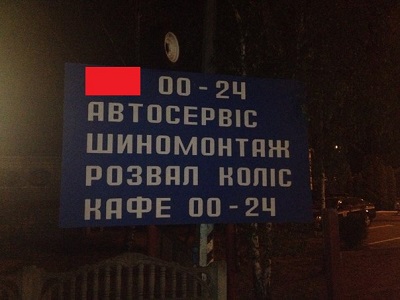 00-24
АВТОСЕРВІС
ШИНОМОНТАЖ
РОЗВАЛ КОЛІС
КАФЕ 00-24